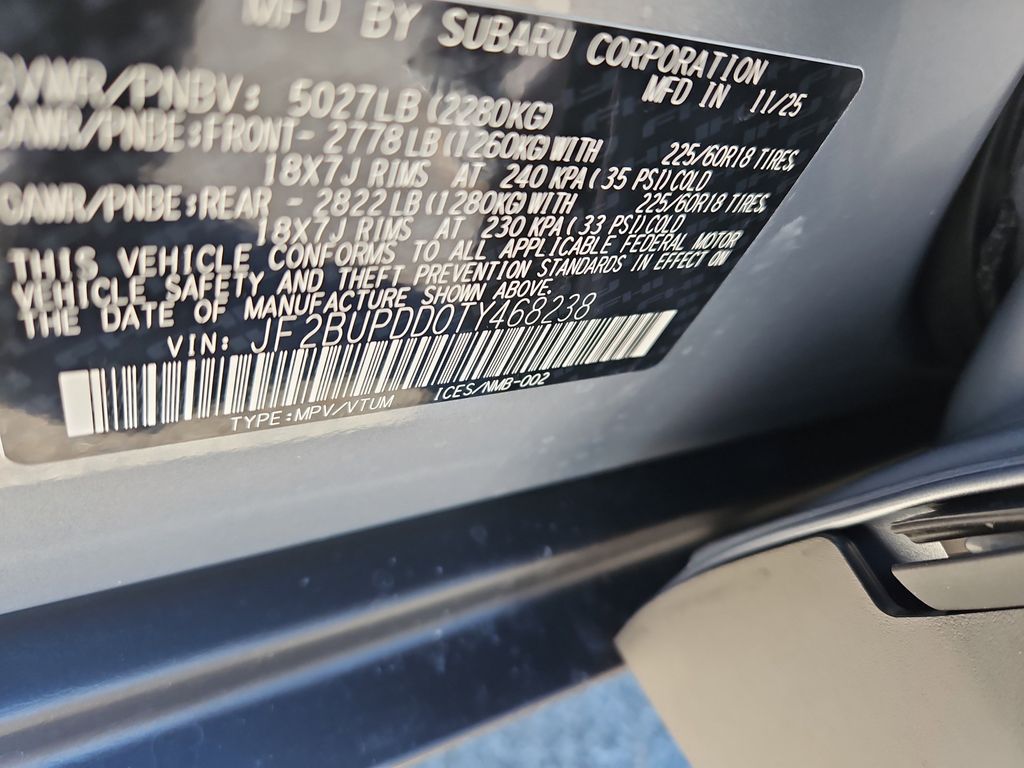 MFD BY SUBARU CORPORATION
GVWR/PNBV: 5027LB(2280KG) MFD IN 11/25
GAWR/PNBE:FRONT- 2778LB(1260KG)WITH 225/60R18 TIRES,
18X7J RIMS AT 240 KPA( 35 PSI)COLD
GAWR/PNBE:REAR - 2822LB(1280KG)WITH 225/60R18 TIRES,
18X7J RIMS AT 230 KPA( 33 PSI)COLD
THIS VEHICLE CONFORMS TO ALL APPLICABLE FEDERAL MOTOR
VEHICLE SAFETY AND THEFT PREVENTION STANDARDS IN EFFECT ON
THE DATE OF MANUFACTURE SHOWN ABOVE.
VIN: JF2BUPDD0TY468238
TYPE:MPV/VTUM ICES/NMB-002